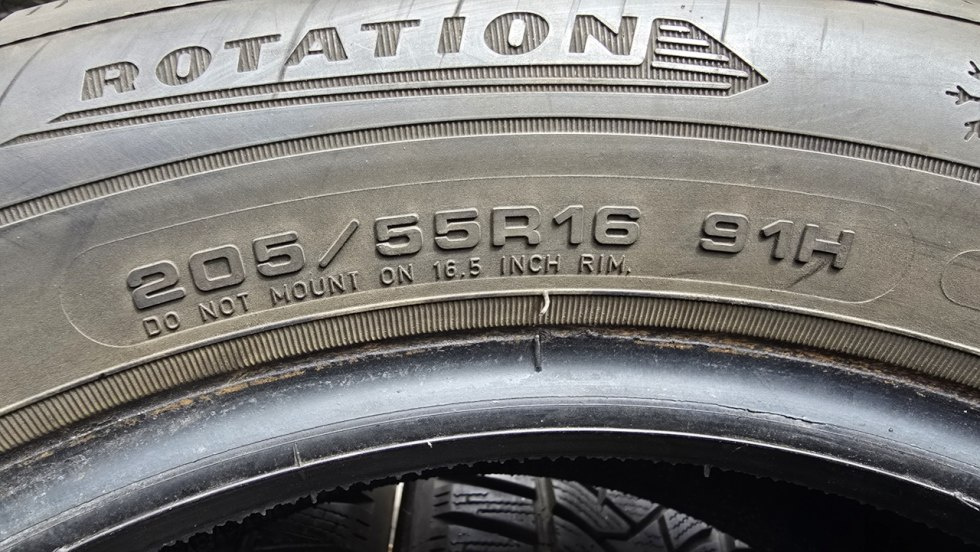 ROTATION
205/55R16 91H
DO NOT MOUNT ON 16.5 INCH RIM.